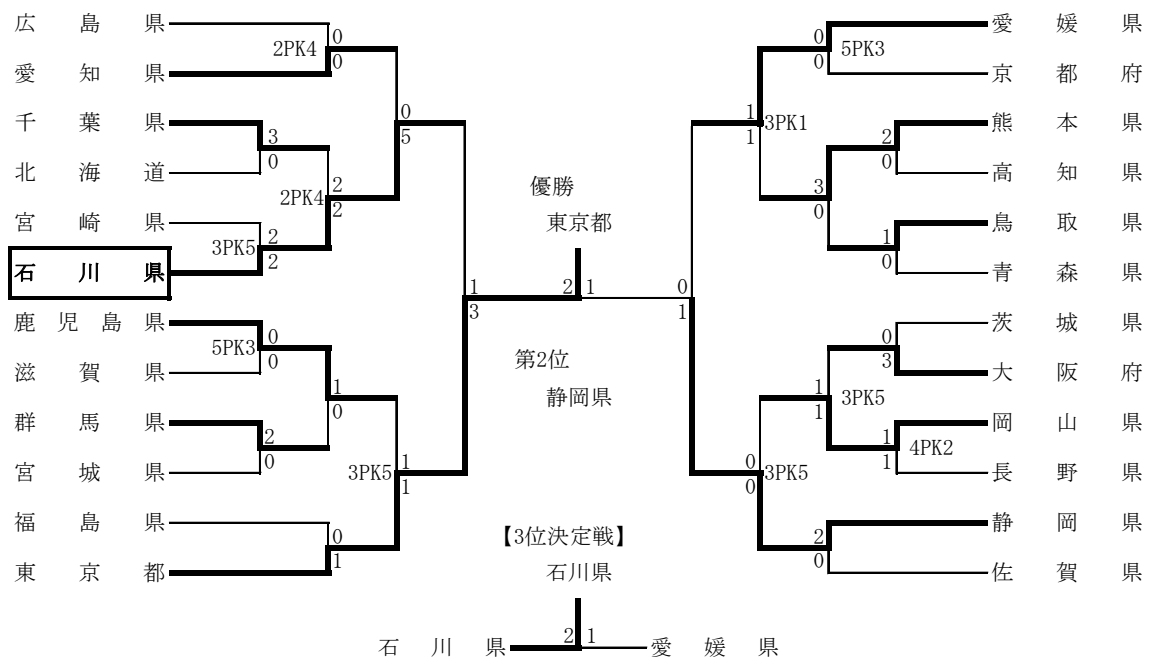 広島県
0
2PK4
0
愛知県
千葉県
3
0
0
5
北海道
2PK4
2
2
宮崎県
3PK5
2
2
石川県
1
3
鹿児島県
5PK3
0
0
滋賀県
1
0
群馬県
2
0
宮城県
3PK5
1
1
福島県
0
1
東京都
優勝
東京都
2 1
第2位
静岡県
【3位決定戦】
石川県
石川県 2 1 愛媛県
愛媛県
0
5PK3
0
京都府
1
3PK1
1
熊本県
2
0
高知県
3
0
鳥取県
1
0
青森県
0
1
茨城県
0
3
大阪府
1
3PK5
1
岡山県
1
4PK2
1
長野県
0
3PK5
0
静岡県
2
0
佐賀県